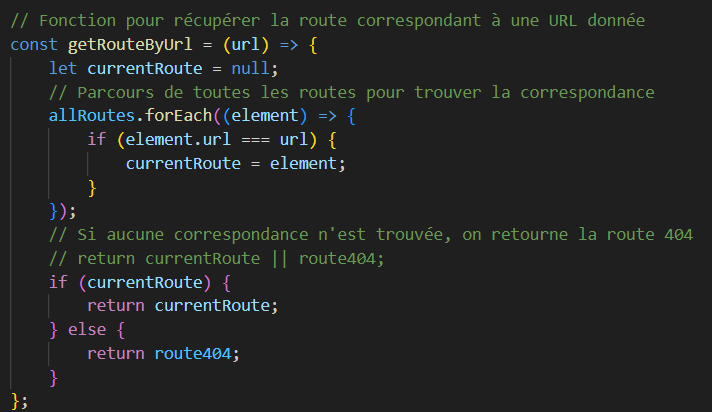 // Fonction pour récupérer la route correspondant à une URL donnée
const getRouteByUrl = (url) => {
    let currentRoute = null;
    // Parcours de toutes les routes pour trouver la correspondance
    allRoutes.forEach((element) => {
        if (element.url === url) {
            currentRoute = element;
        }
    });
    // Si aucune correspondance n'est trouvée, on retourne la route 404
    // return currentRoute || route404;
    if (currentRoute) {
        return currentRoute;
    } else {
        return route404;
    }
};